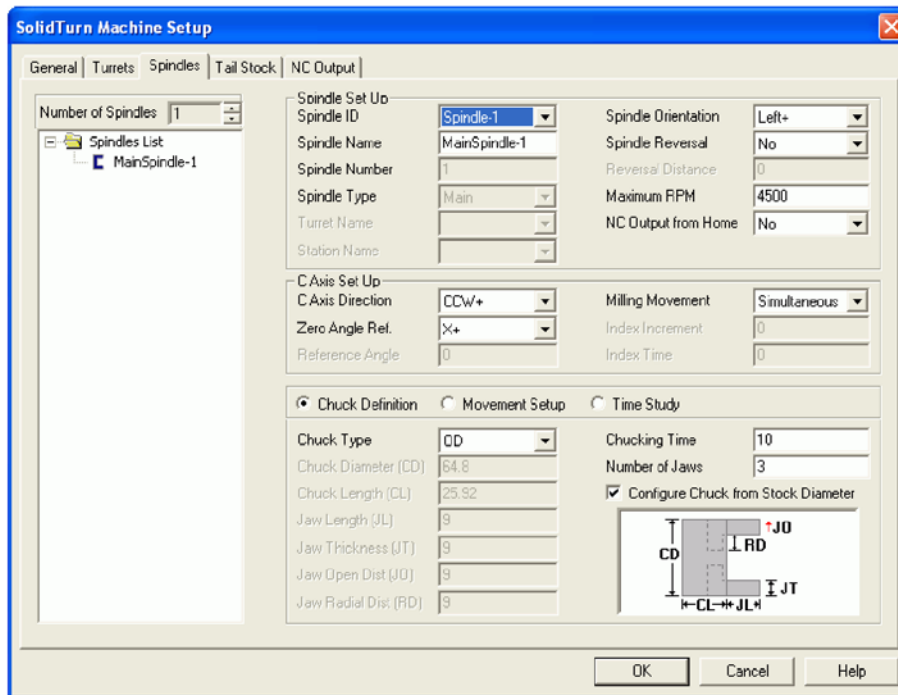 SolidTurn Machine Setup
General Turrets Spindles Tail Stock NC Output
Number of Spindles 1
Spindles List
MainSpindle-1
Spindle Set Up
Spindle ID Spindle-1 Spindle Orientation Left+
Spindle Name MainSpindle-1 Spindle Reversal No
Spindle Number 1 Reversal Distance 0
Spindle Type Main Maximum RPM 4500
Turret Name NC Output from Home No
Station Name
C Axis Set Up
C Axis Direction CCW+ Milling Movement Simultaneous
Zero Angle Ref. X+ Index Increment 0
Reference Angle 0 Index Time 0
Chuck Definition Movement Setup Time Study
Chuck Type OD Chucking Time 10
Chuck Diameter (CD) 64.8 Number of Jaws 3
Chuck Length (CL) 25.92 Configure Chuck from Stock Diameter
Jaw Length (JL) 9
Jaw Thickness (JT) 9
Jaw Open Dist (JO) 9
Jaw Radial Dist (RD) 9
JO
RD
CD
JT
CL JL
OK Cancel Help